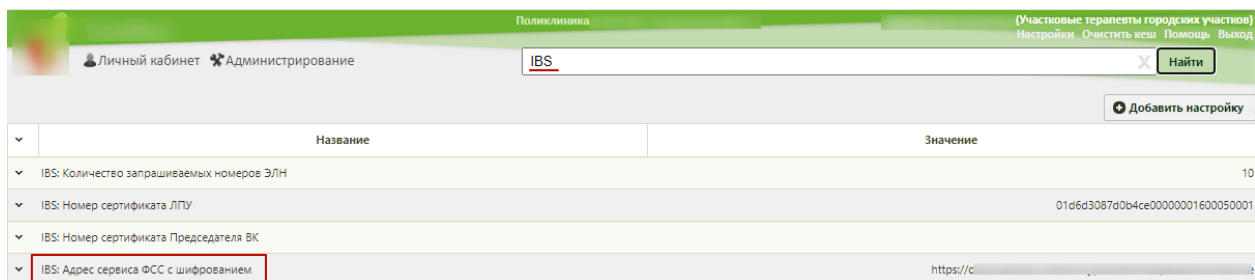 Поликлиника
(Участковые терапевты городских участков)
Настройки Очистить кеш Помощь Выход
Личный кабинет Администрирование
IBS
X Найти
Добавить настройку
Название Значение
IBS: Количество запрашиваемых номеров ЭЛН 10
IBS: Номер сертификата ЛПУ 01d6d3087d0b4ce00000001600050001
IBS: Номер сертификата Председателя ВК
IBS: Адрес сервиса ФСС с шифрованием https://